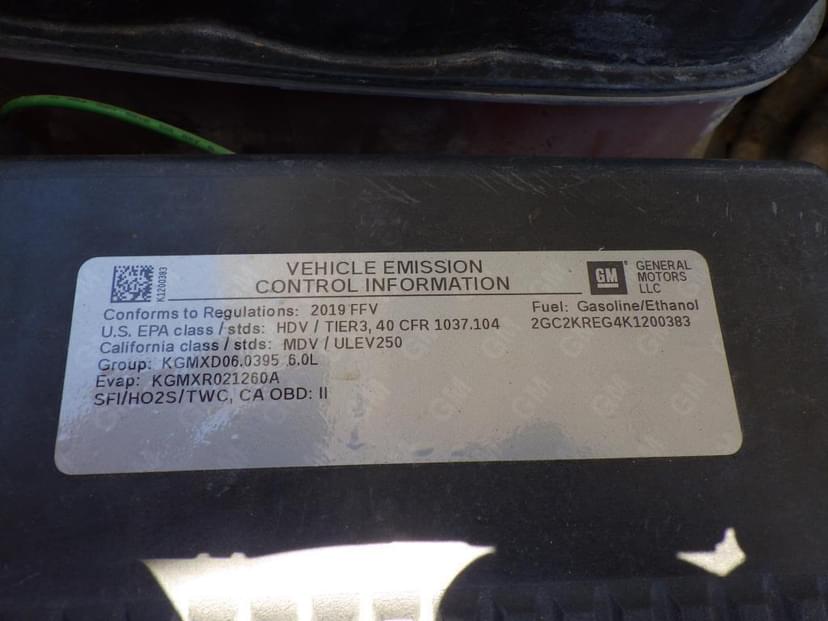 VEHICLE EMISSION
CONTROL INFORMATION
K1200383
GM
GENERAL
MOTORS
LLC
Conforms to Regulations: 2019 FFV
Fuel: Gasoline/Ethanol
U.S. EPA class / stds: HDV / TIER3, 40 CFR 1037.104
2GC2KREG4K1200383
California class / stds: MDV / ULEV250
Group: KGMXD06.0395 6.0L
Evap: KGMXR021260A
SFI/HO2S/TWC, CA OBD: II